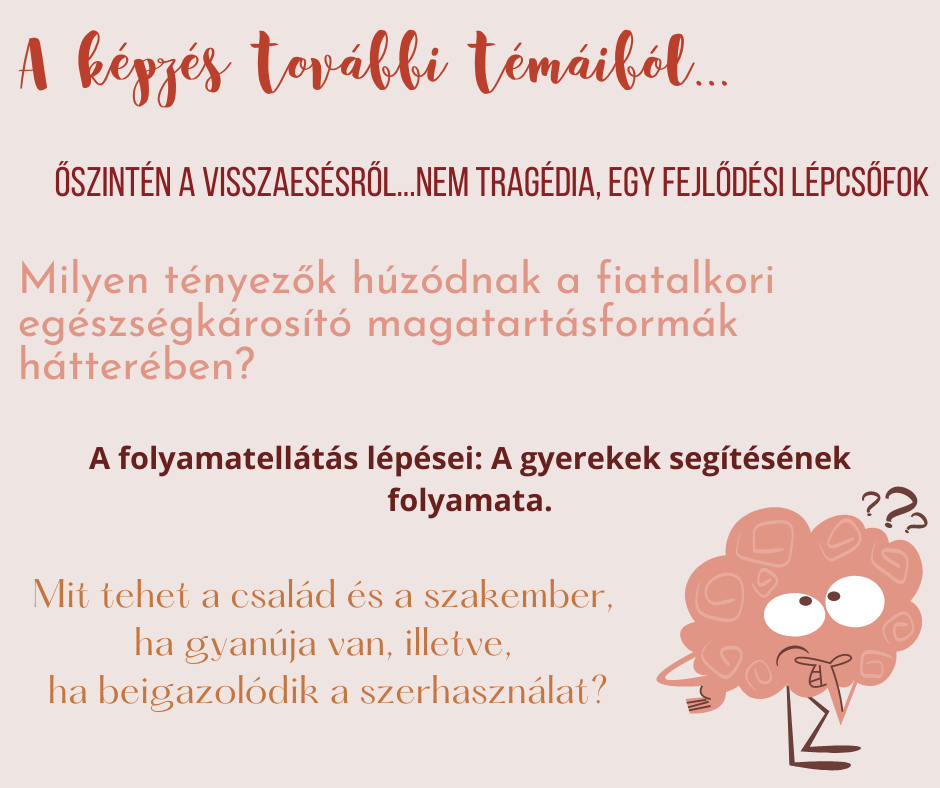 A képzés további témáiból...
ŐSZINTÉN A VISSZAESÉSRŐL...NEM TRAGÉDIA, EGY FEJLŐDÉSI LÉPCSŐFOK
Milyen tényezők húzódnak a fiatalkori
egészségkárosító magatartásformák
hátterében?
A folyamatellátás lépései: A gyerekek segítésének
folyamata.
???
Mit tehet a család és a szakember,
ha gyanúja van, illetve,
ha beigazolódik a szerhasználat?